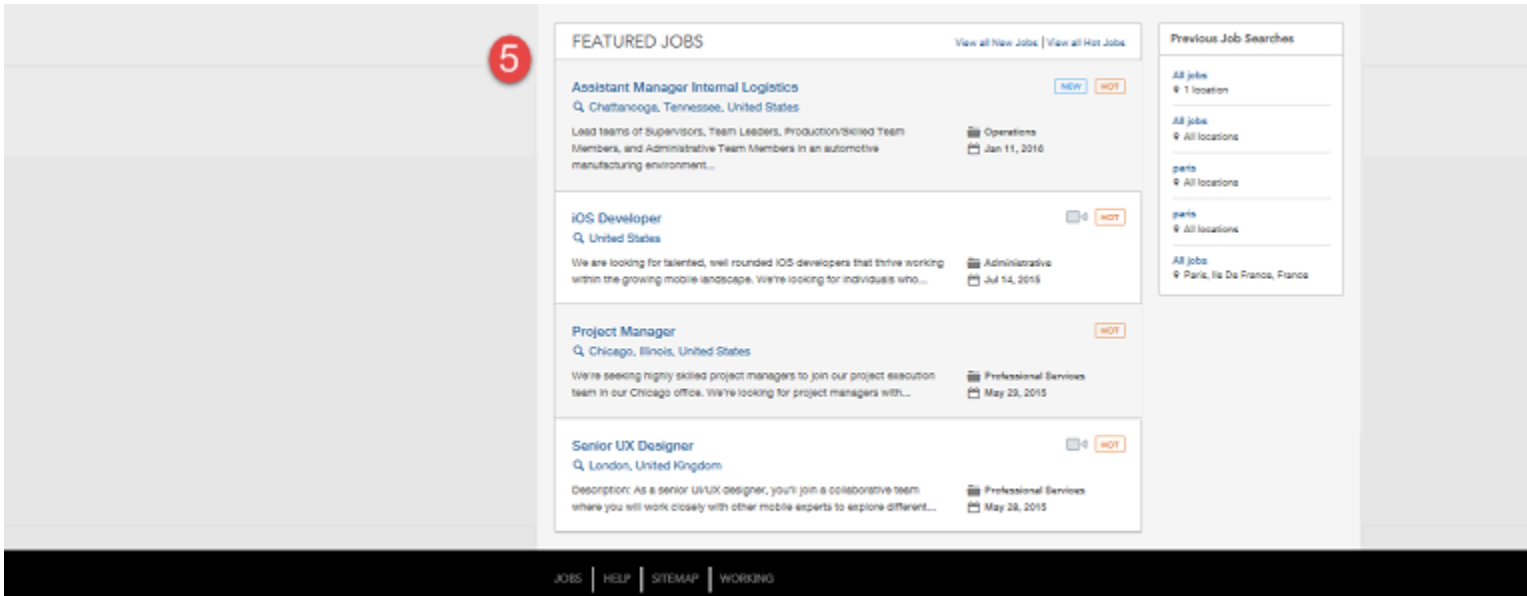 5
FEATURED JOBS
View all New Jobs | View all Hot Jobs
Assistant Manager Internal Logistics
NEW HOT
Chattanooga, Tennessee, United States
Lead teams of Supervisors, Team Leaders, Production/Skilled Team
Members, and Administrative Team Members in an automotive
manufacturing environment...
Operations
Jan 11, 2016
iOS Developer
HOT
United States
We are looking for talented, well rounded iOS developers that thrive working
within the growing mobile landscape. We're looking for individuals who...
Administrative
Jul 14, 2015
Project Manager
HOT
Chicago, Illinois, United States
We're seeking highly skilled project managers to join our project execution
team in our Chicago office. We're looking for project managers with...
Professional Services
May 29, 2015
Senior UX Designer
HOT
London, United Kingdom
Description: As a senior UI/UX designer, you'll join a collaborative team
where you will work closely with other mobile experts to explore different...
Professional Services
May 28, 2015
Previous Job Searches
All jobs
1 location
All jobs
All locations
paris
All locations
paris
All locations
All jobs
Paris, Ile De France, France
JOBS | HELP | SITEMAP | WORKING